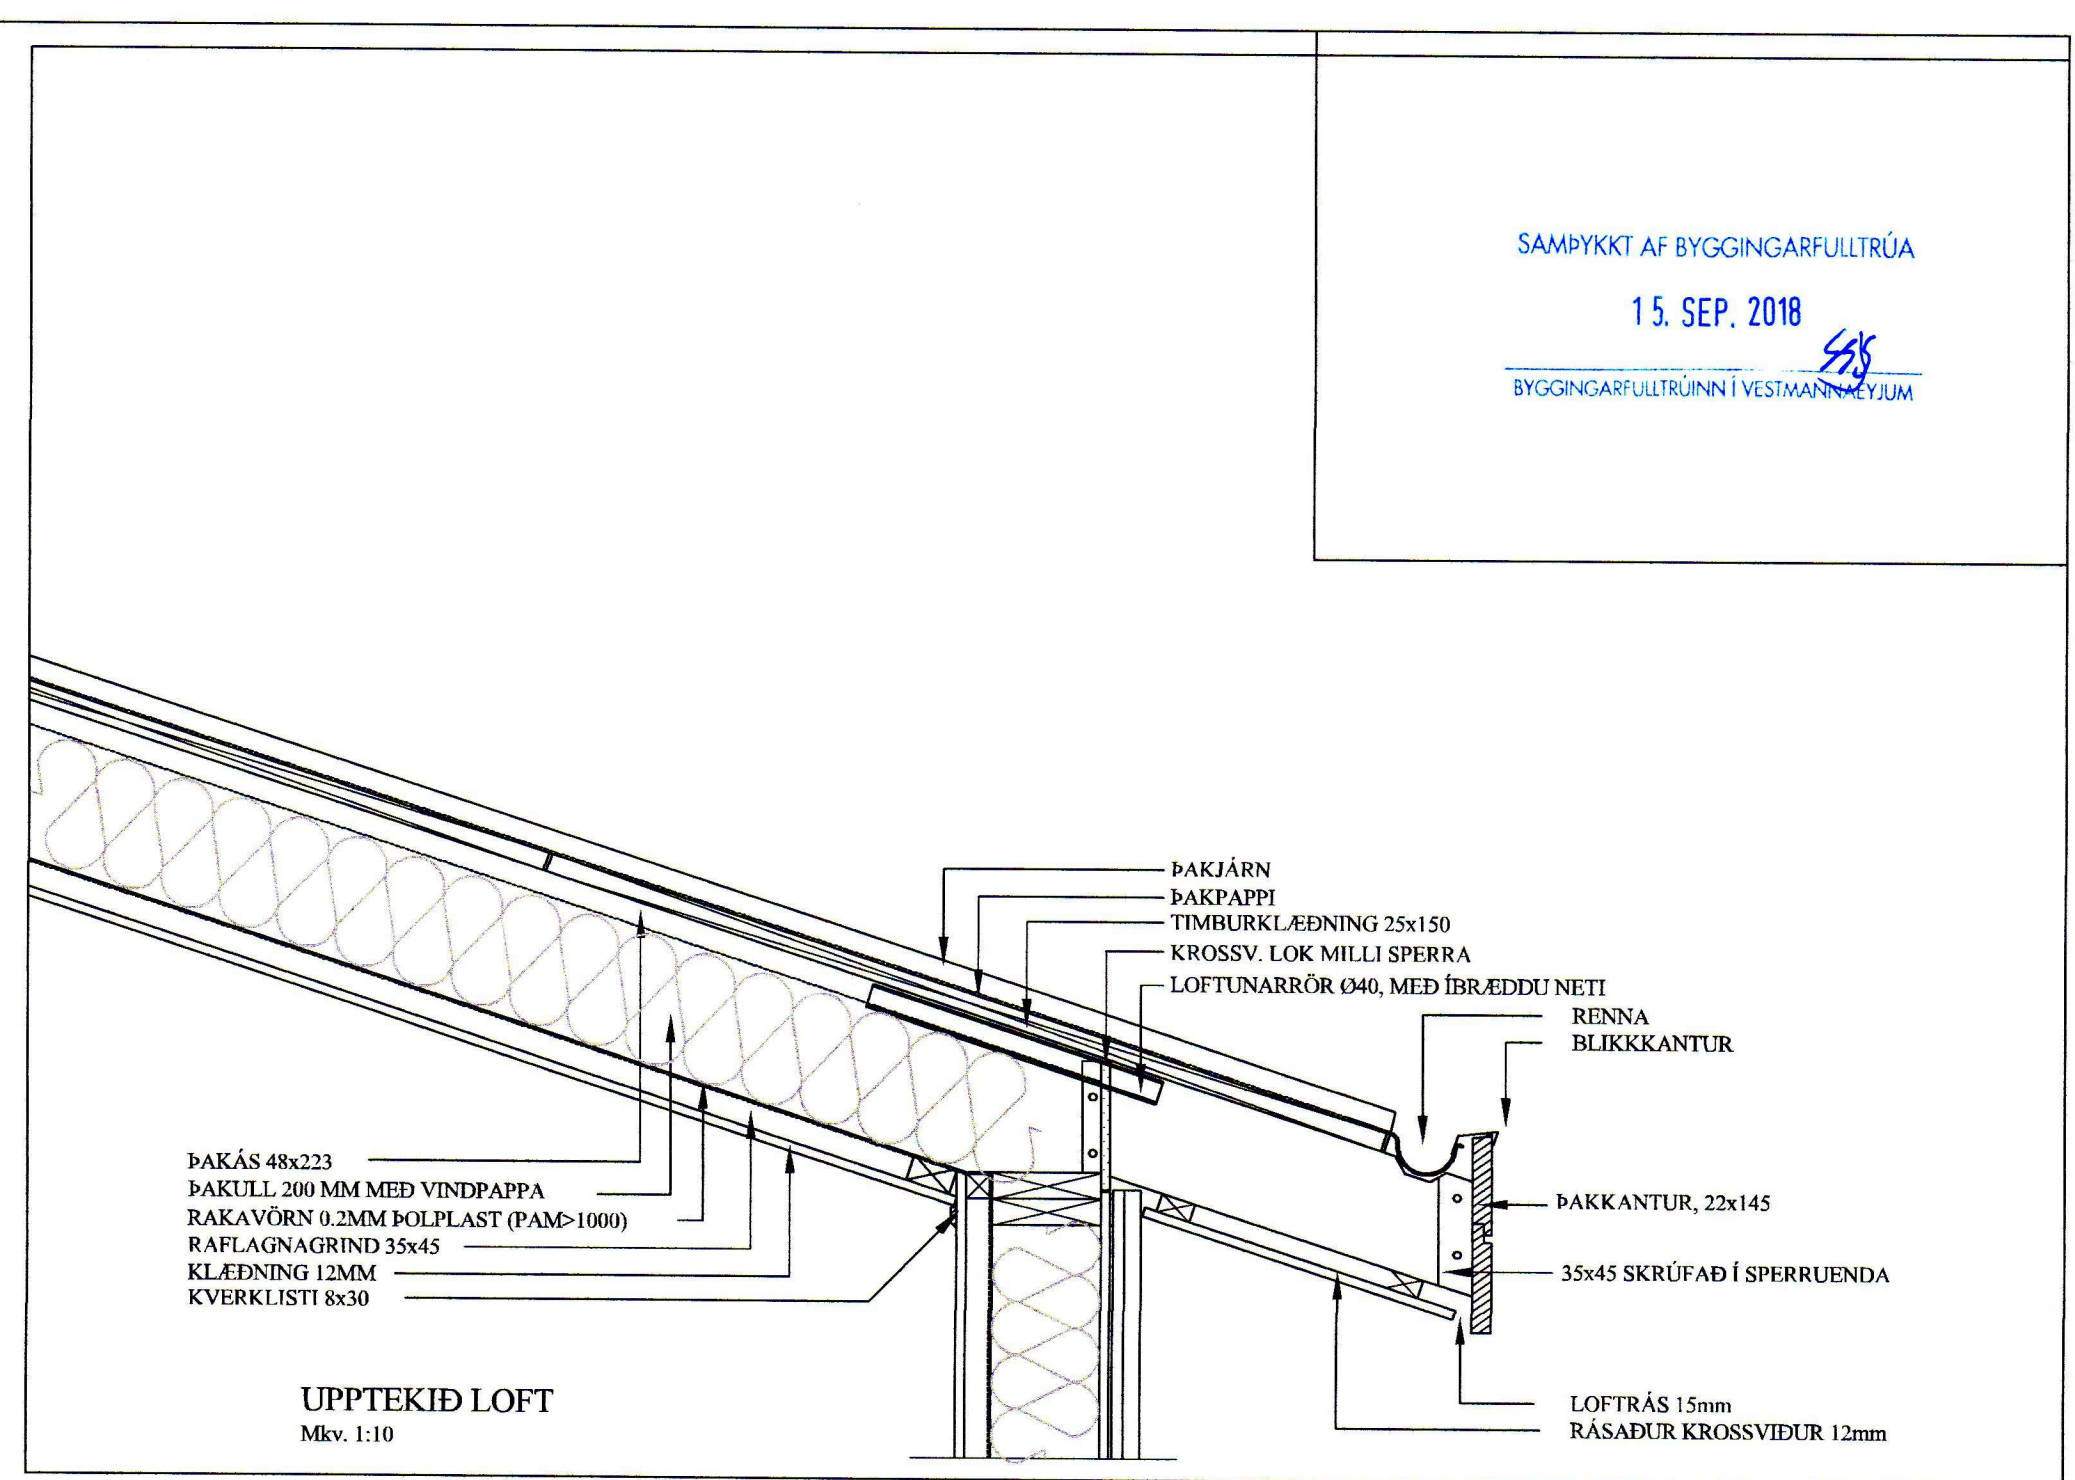 SAMÞYKKT AF BYGGINGARFULLTRÚA
15. SEP. 2018
BYGGINGARFULLTRÚINN Í VESTMANNAEYJUM
ÞAKJÁRN
ÞAKPAPPI
TIMBURKLÆÐNING 25x150
KROSSV. LOK MILLI SPERRA
LOFTUNARRÖR Ø40, MEÐ ÍBRÆDDU NETI
RENNA
BLIKKKANTUR
ÞAKÁS 48x223
ÞAKULL 200 MM MEÐ VINDPAPPA
RAKAVÖRN 0.2MM ÞOLPLAST (PAM>1000)
RAFLAGNAGRIND 35x45
KLÆÐNING 12MM
KVERKLISTI 8x30
ÞAKKANTUR, 22x145
35x45 SKRÚFAÐ Í SPERRUENDA
LOFTRÁS 15mm
RÁSAÐUR KROSSVIÐUR 12mm
UPPTEKIÐ LOFT
Mkv. 1:10